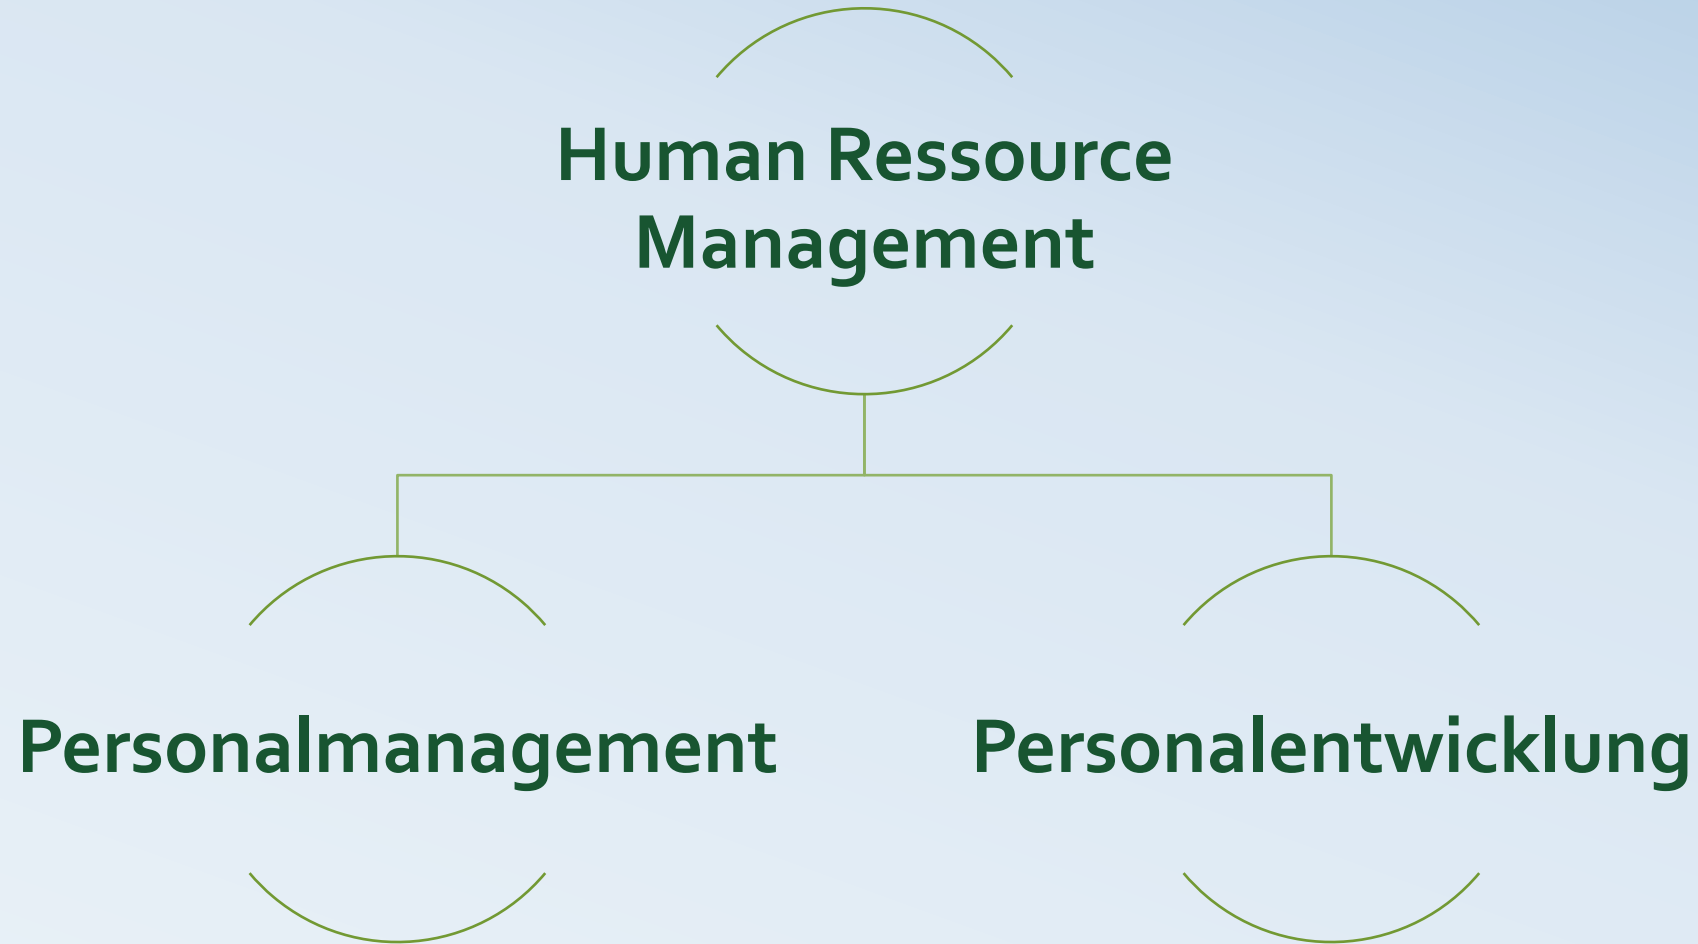 Human Ressource
Management
Personalmanagement
Personalentwicklung